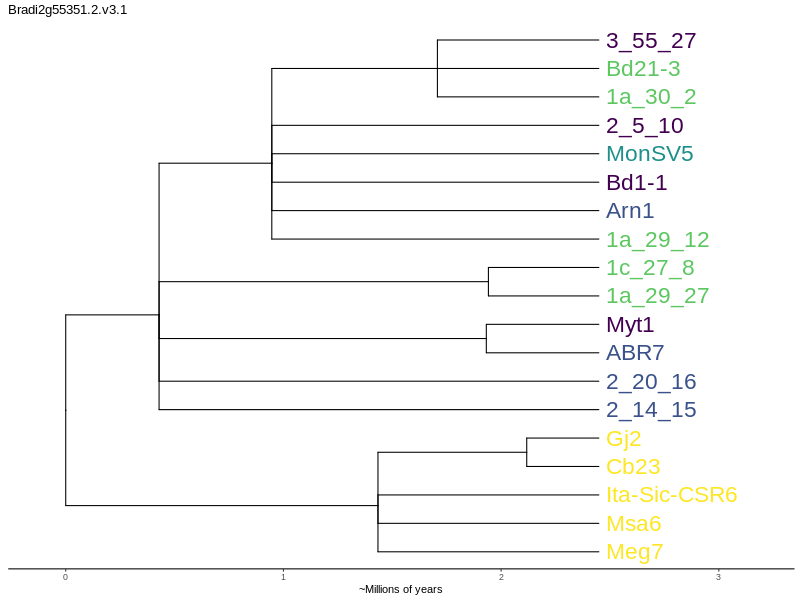 Bradi2g55351.2.v3.1
3_55_27
Bd21-3
1a_30_2
2_5_10
MonSV5
Bd1-1
Arn1
1a_29_12
1c_27_8
1a_29_27
Myt1
ABR7
2_20_16
2_14_15
Gj2
Cb23
Ita-Sic-CSR6
Msa6
Meg7
0 1 2 3
~Millions of years